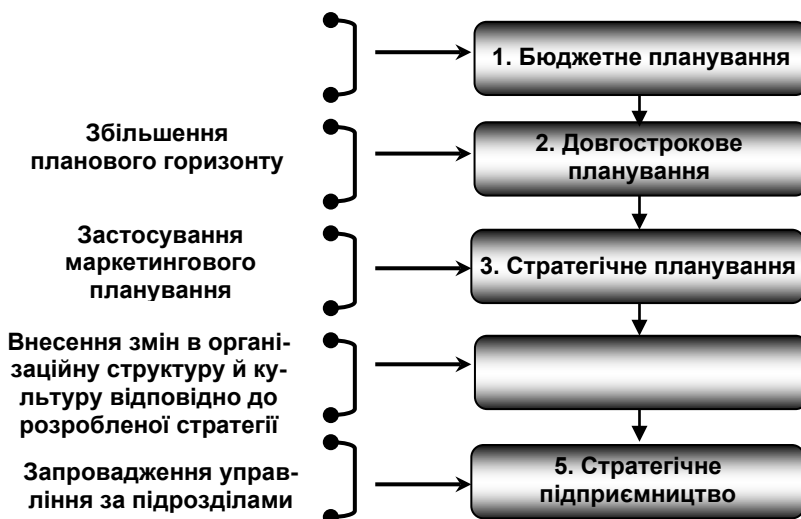 1. Бюджетне планування
Збільшення
планового горизонту
2. Довгострокове
планування
Застосування
маркетингового
планування
3. Стратегічне планування
Внесення змін в органі-
заційну структуру й ку-
льтуру відповідно до
розробленої стратегії
Запровадження управ-
ління за підрозділами
5. Стратегічне
підприємництво